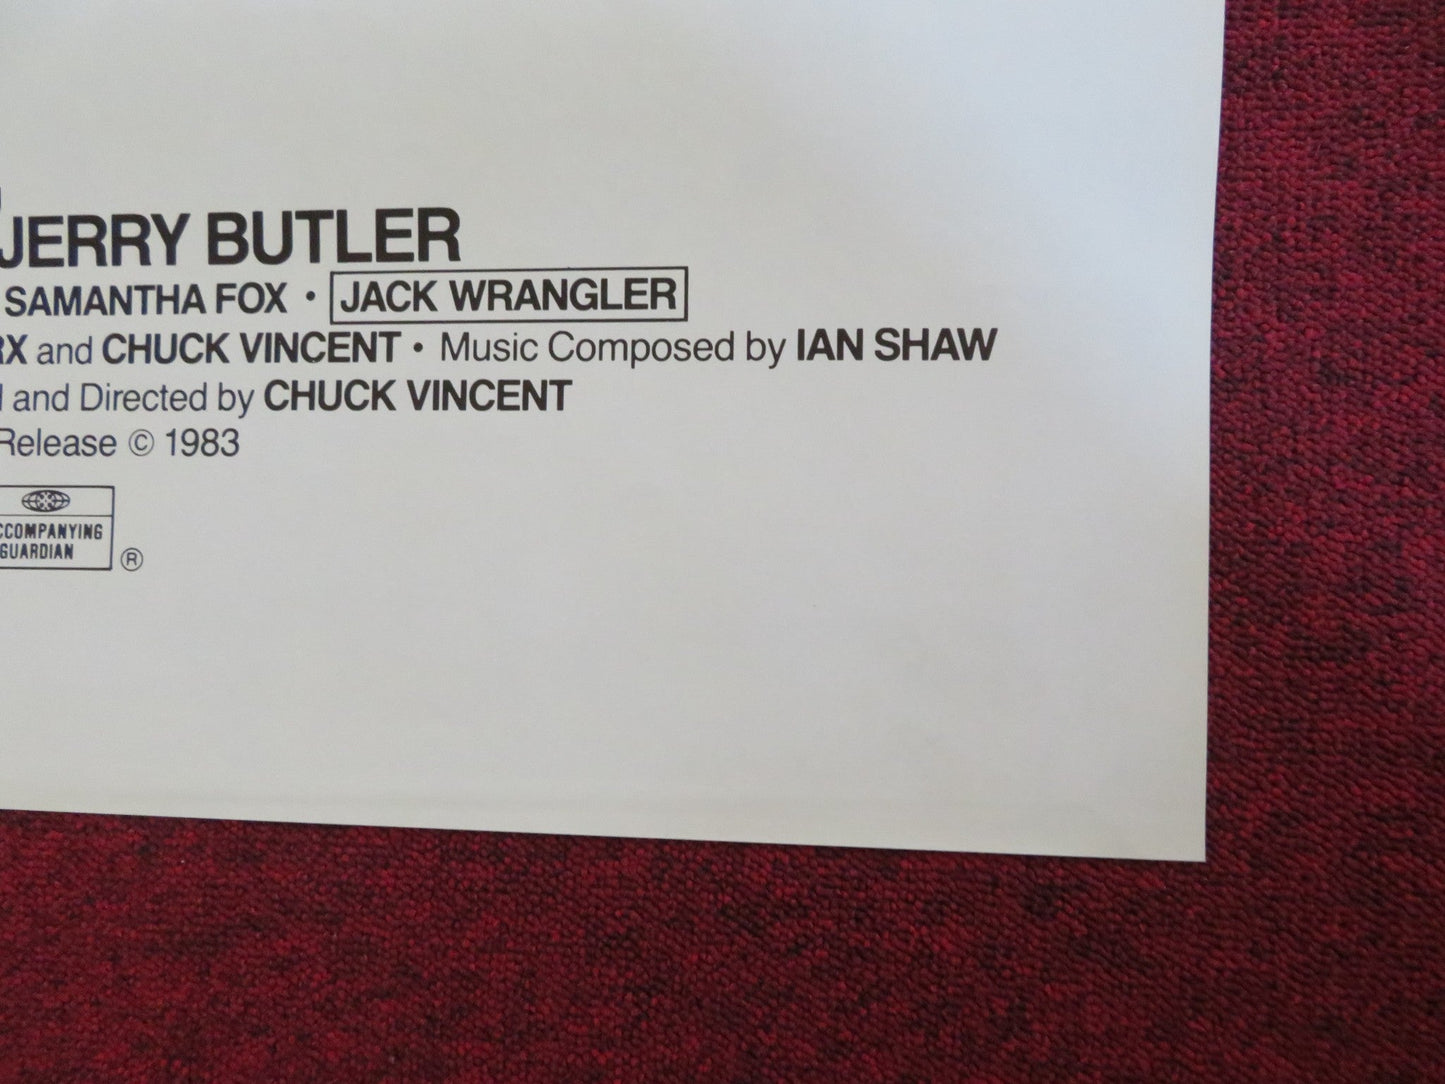 JERRY BUTLER
SAMANTHA FOX • JACK WRANGLER
RX and CHUCK VINCENT • Music Composed by IAN SHAW
and Directed by CHUCK VINCENT
Release © 1983
CCOMPANYING
GUARDIAN
®